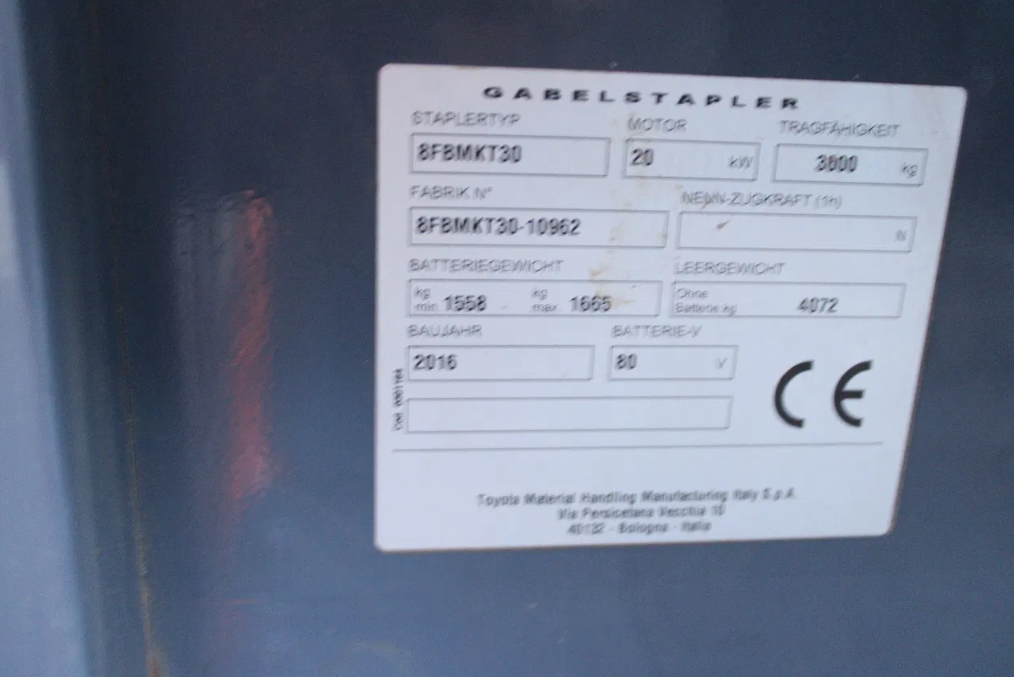 GABELSTAPLER
STAPLERTYP MOTOR TRAGFÄHIGKEIT
8FBMKT30 20 kW kg
FABRIK N° NENN-ZUGKRAFT (1h)
8FBMKT30-10962 N
BATTERIEGEWICHT LEERGEWICHT
kg min 1558 kg max 1665 Ohne Batterie kg 4072
BAUJAHR BATTERIE-V
2016 80 V
CE
Toyota Material Handling Manufacturing Italy S.p.A.
Via Persicetana Vecchia 10
40132 - Bologna - Italia